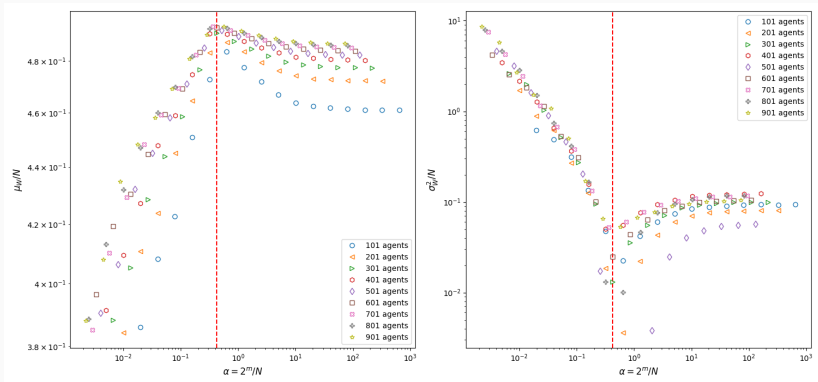 μ_W/N
4.8 × 10⁻¹
4.6 × 10⁻¹
4.4 × 10⁻¹
4.2 × 10⁻¹
4 × 10⁻¹
3.8 × 10⁻¹
101 agents
201 agents
301 agents
401 agents
501 agents
601 agents
701 agents
801 agents
901 agents
10⁻² 10⁻¹ 10⁰ 10¹ 10² 10³
α = 2ᵐ/N
σ²_W/N
10¹
10⁰
10⁻¹
10⁻²
101 agents
201 agents
301 agents
401 agents
501 agents
601 agents
701 agents
801 agents
901 agents
10⁻² 10⁻¹ 10⁰ 10¹ 10² 10³
α = 2ᵐ/N